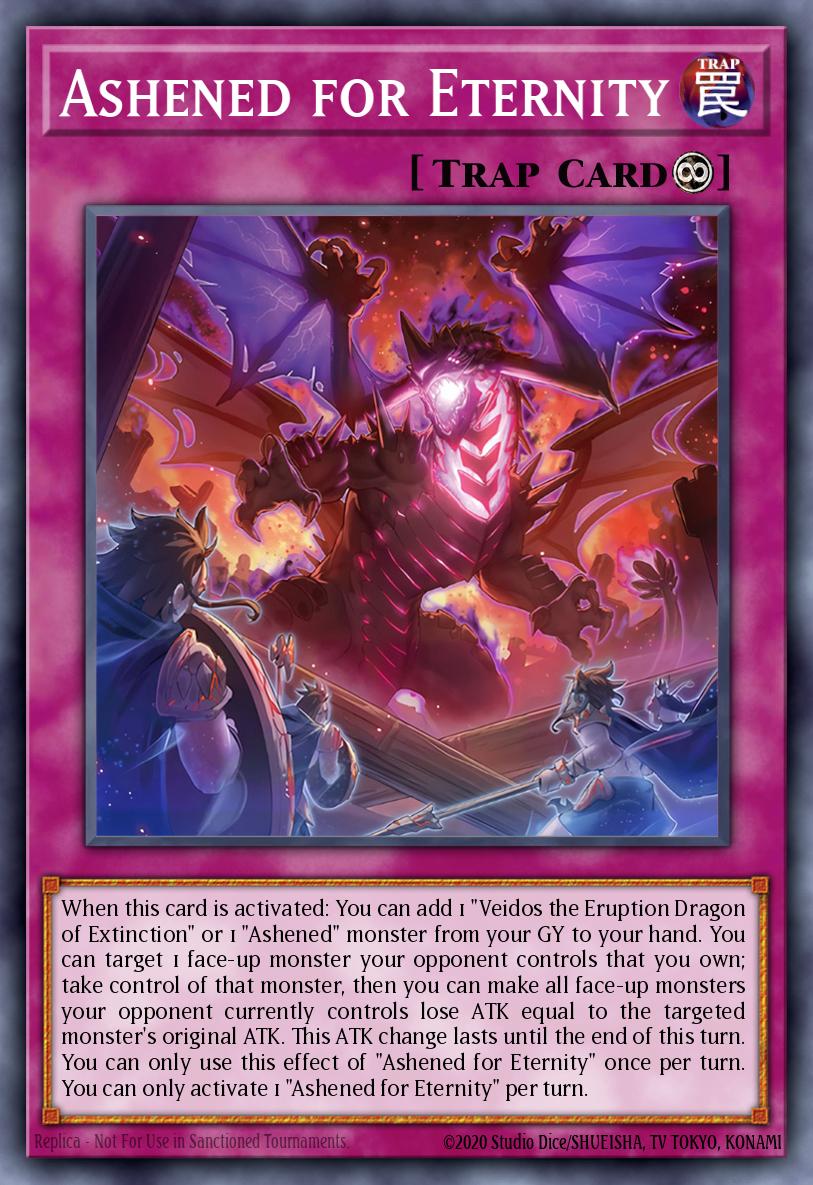 ASHENED FOR ETERNITY
TRAP
罠
[ TRAP CARD ]
When this card is activated: You can add 1 "Veidos the Eruption Dragon
of Extinction" or 1 "Ashened" monster from your GY to your hand. You
can target 1 face-up monster your opponent controls that you own;
take control of that monster, then you can make all face-up monsters
your opponent currently controls lose ATK equal to the targeted
monster's original ATK. This ATK change lasts until the end of this turn.
You can only use this effect of "Ashened for Eternity" once per turn.
You can only activate 1 "Ashened for Eternity" per turn.
Replica - Not For Use in Sanctioned Tournaments.
©2020 Studio Dice/SHUEISHA, TV TOKYO, KONAMI